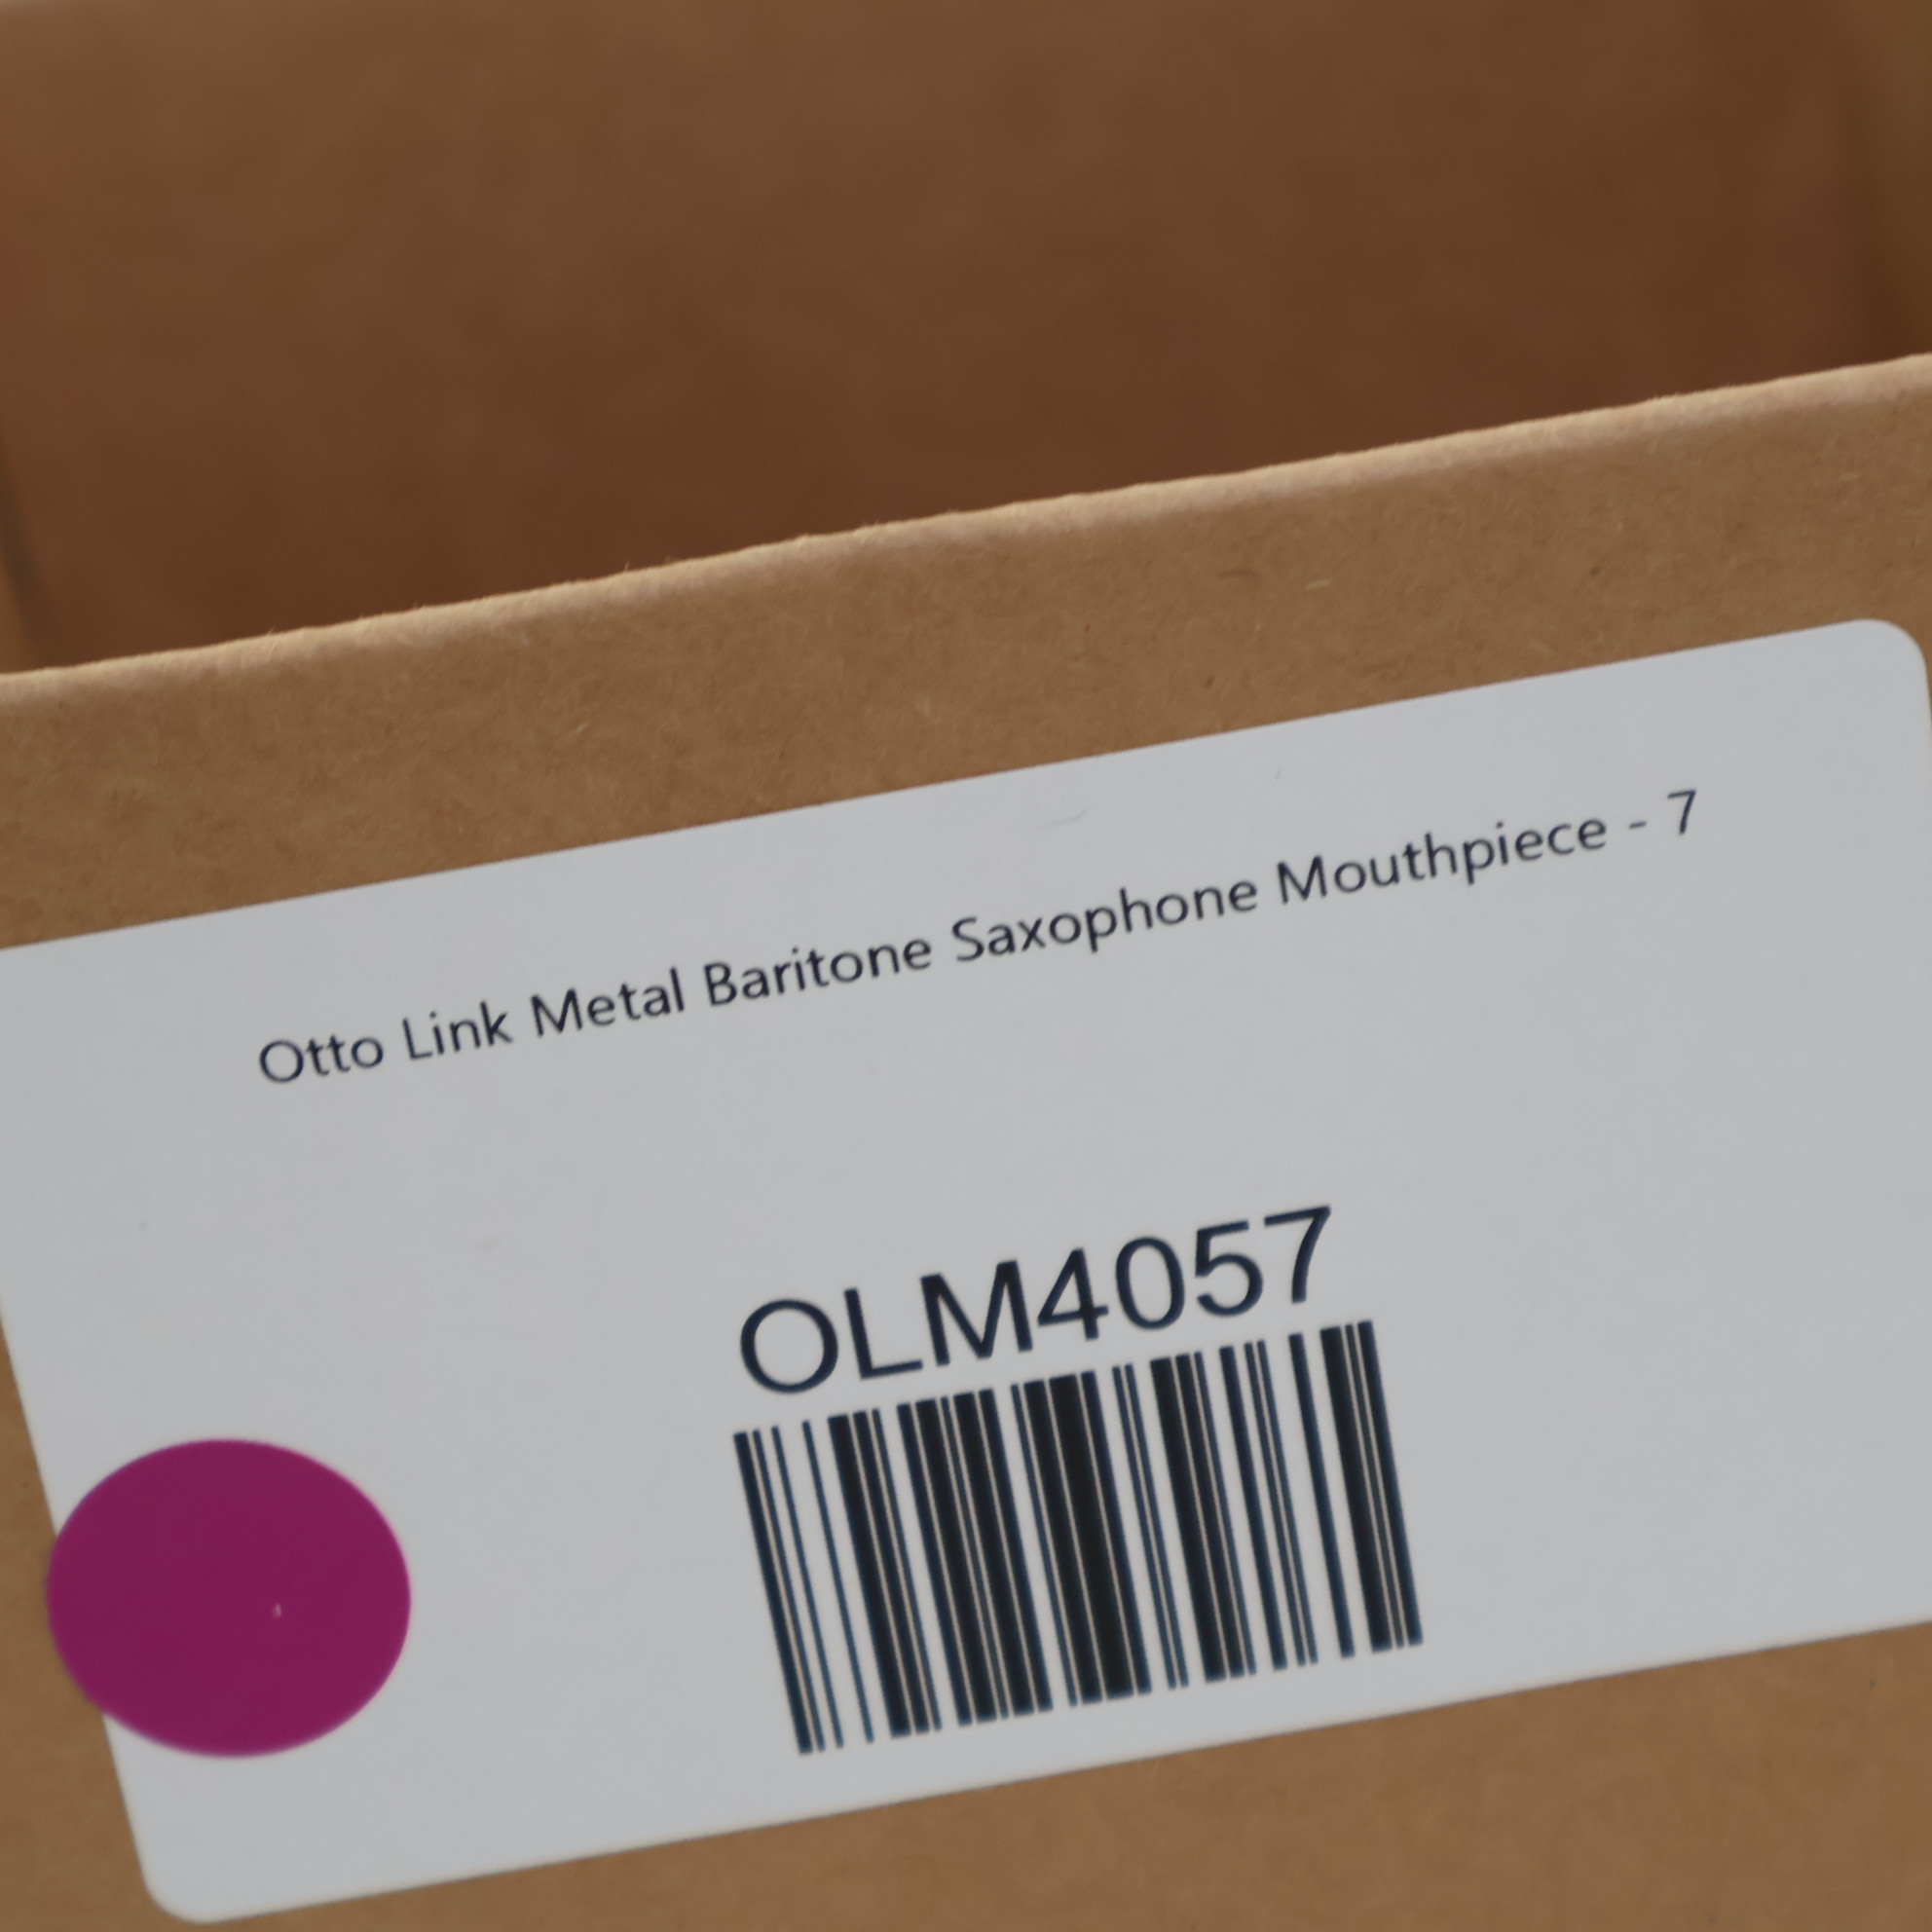 Otto Link Metal Baritone Saxophone Mouthpiece - 7
OLM4057